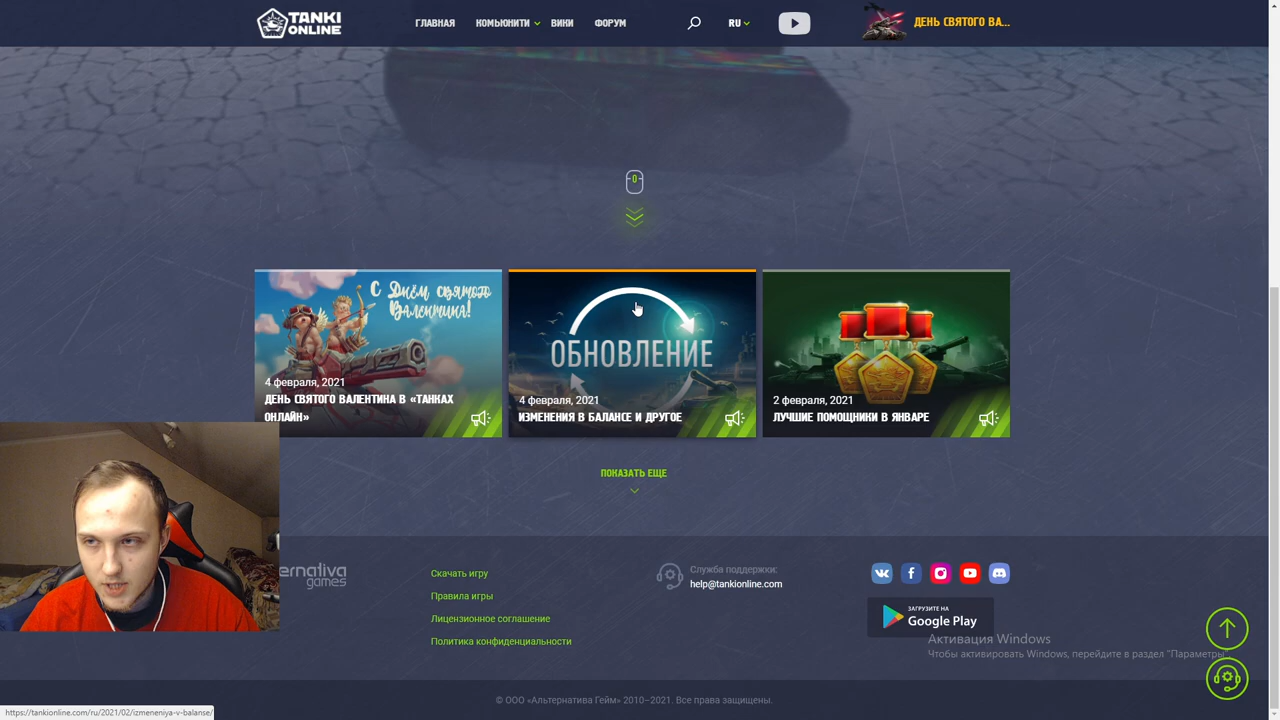 TANKI
ONLINE
ГЛАВНАЯ
КОМЬЮНИТИ
ВИКИ
ФОРУМ
RU
ДЕНЬ СВЯТОГО ВА...
С Днём святого
Валентина!
4 февраля, 2021
ДЕНЬ СВЯТОГО ВАЛЕНТИНА В «ТАНКАХ
ОНЛАЙН»
ОБНОВЛЕНИЕ
4 февраля, 2021
ИЗМЕНЕНИЯ В БАЛАНСЕ И ДРУГОЕ
2 февраля, 2021
ЛУЧШИЕ ПОМОЩНИКИ В ЯНВАРЕ
ПОКАЗАТЬ ЕЩЕ
ernativa
games
Скачать игру
Правила игры
Лицензионное соглашение
Политика конфиденциальности
Служба поддержки:
help@tankionline.com
ЗАГРУЗИТЕ НА
Google Play
Активация Windows
Чтобы активировать Windows, перейдите в раздел "Параметры".
© ООО «Альтернатива Гейм» 2010–2021. Все права защищены.
https://tankionline.com/ru/2021/02/izmeneniya-v-balanse/